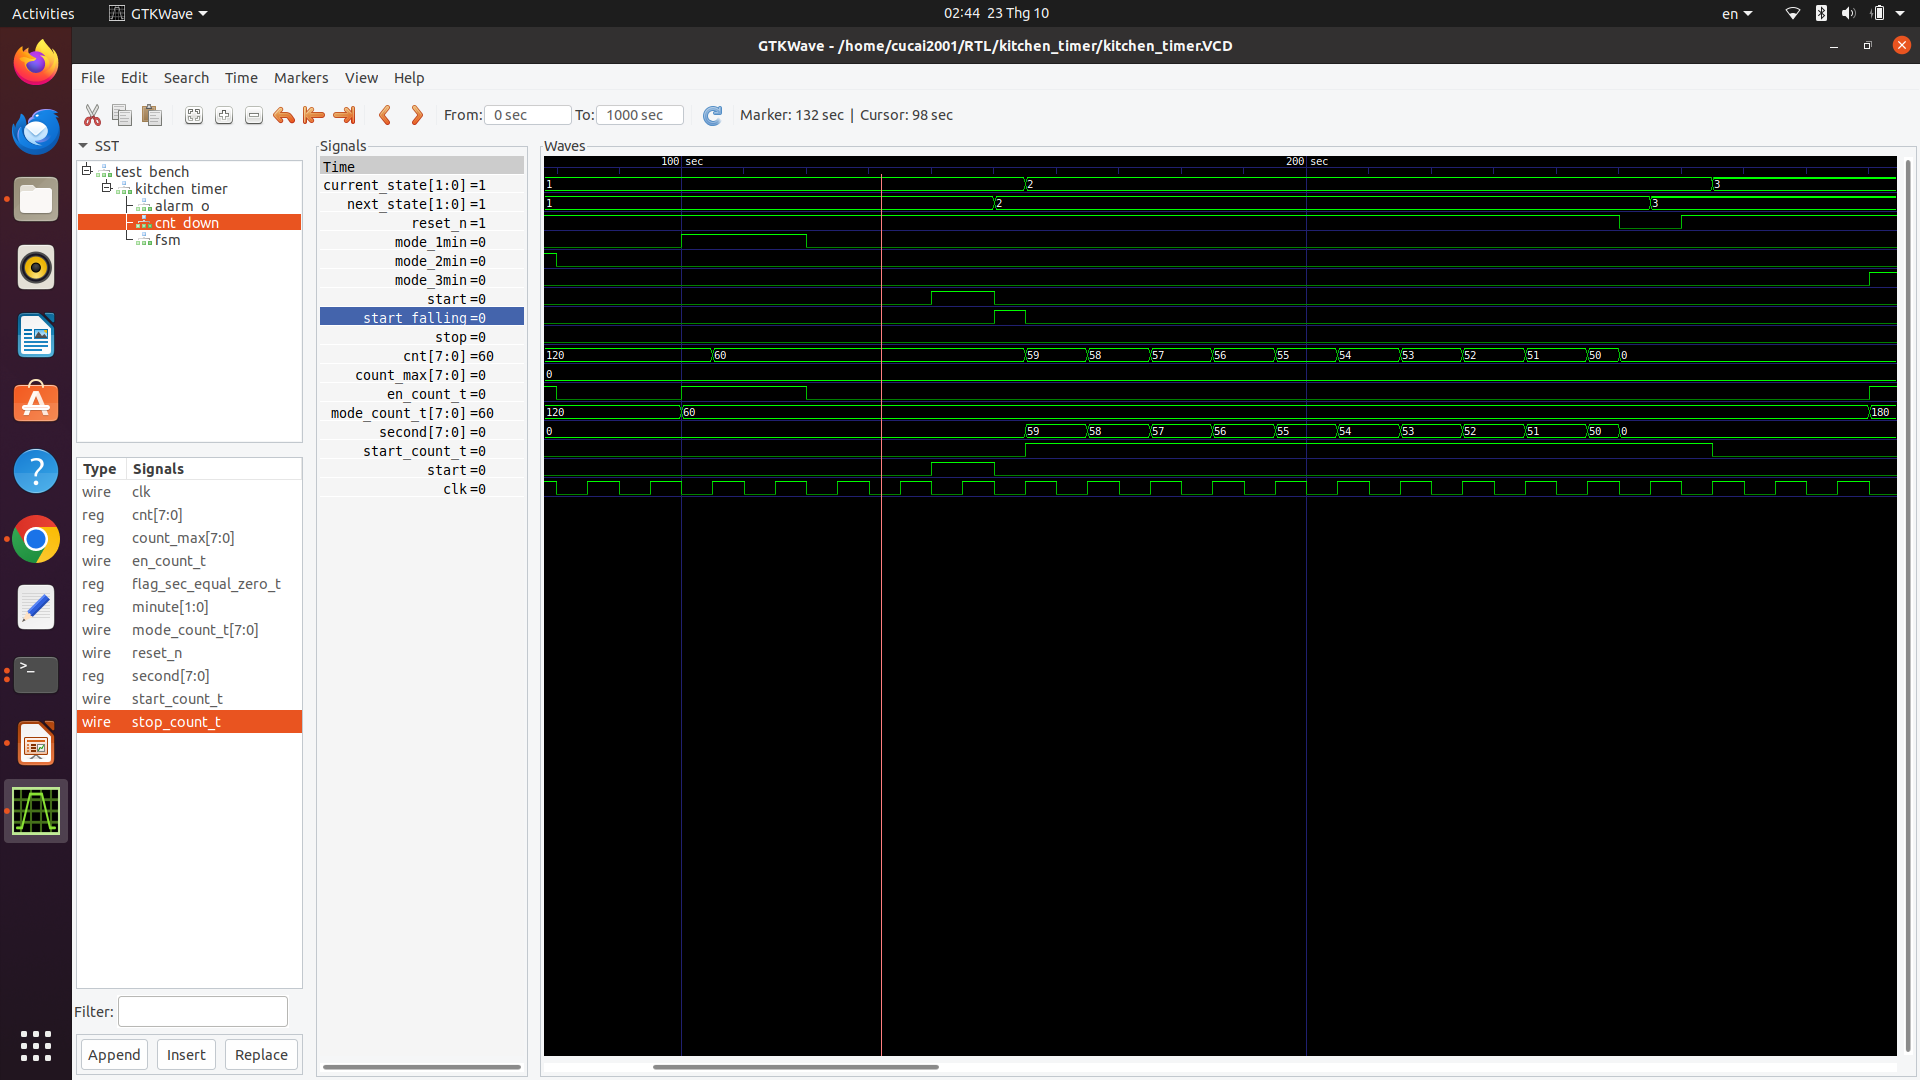 Activities GTKWave 02:44 23 Thg 10 en
GTKWave - /home/cucai2001/RTL/kitchen_timer/kitchen_timer.VCD
File Edit Search Time Markers View Help
From: 0 sec To: 1000 sec Marker: 132 sec | Cursor: 98 sec
SST
test_bench
kitchen_timer
alarm_o
cnt_down
fsm
Type Signals
wire clk
reg cnt[7:0]
reg count_max[7:0]
wire en_count_t
reg flag_sec_equal_zero_t
reg minute[1:0]
wire mode_count_t[7:0]
wire reset_n
reg second[7:0]
wire start_count_t
wire stop_count_t
Filter:
Append Insert Replace
Signals
Time
current_state[1:0]=1
next_state[1:0]=1
reset_n=1
mode_1min=0
mode_2min=0
mode_3min=0
start=0
start_falling=0
stop=0
cnt[7:0]=60
count_max[7:0]=0
en_count_t=0
mode_count_t[7:0]=60
second[7:0]=0
start_count_t=0
start=0
clk=0
Waves
100 sec 200 sec
1 2 3
1 2 3
120 60 59 58 57 56 55 54 53 52 51 50 0
0
120 60 180
0 59 58 57 56 55 54 53 52 51 50 0